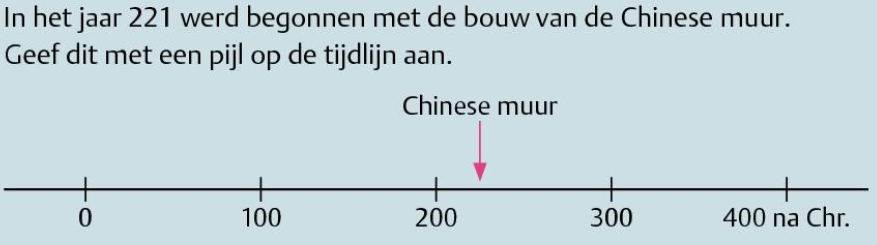 In het jaar 221 werd begonnen met de bouw van de Chinese muur.
Geef dit met een pijl op de tijdlijn aan.
Chinese muur
0 100 200 300 400 na Chr.